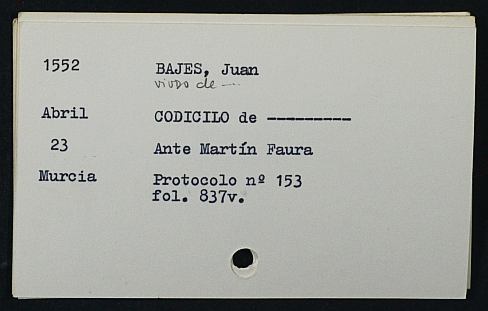 1552 BAJES, Juan
viudo de ---
Abril CODICILO de ---------
23 Ante Martín Faura
Murcia Protocolo nº 153
fol. 837v.